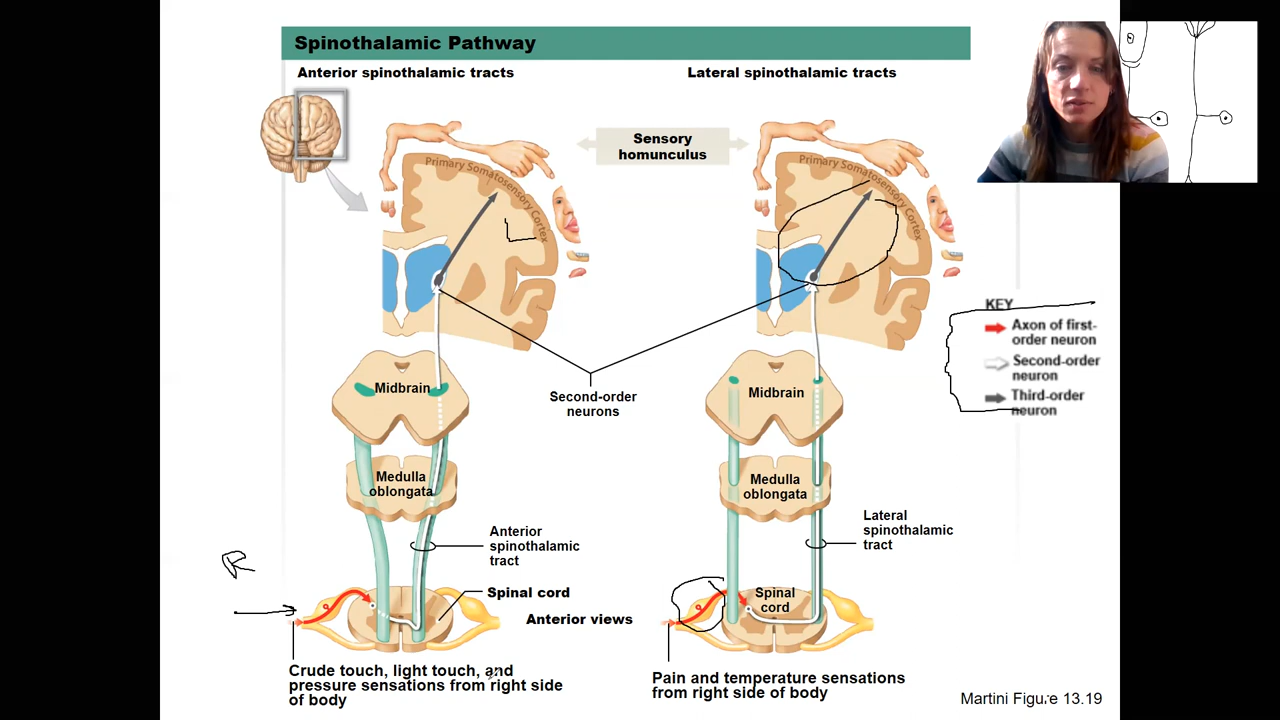 Spinothalamic Pathway
Anterior spinothalamic tracts
Lateral spinothalamic tracts
Sensory
homunculus
Primary Somatosensory Cortex
Primary Somatosensory Cortex
L
KEY
Axon of first-
order neuron
Second-order
neuron
Third-order
neuron
Second-order
neurons
Midbrain
Midbrain
Medulla
oblongata
Medulla
oblongata
Anterior
spinothalamic
tract
Lateral
spinothalamic
tract
R
Spinal cord
Spinal
cord
Anterior views
Crude touch, light touch, and
pressure sensations from right side
of body
Pain and temperature sensations
from right side of body
Martini Figure 13.19